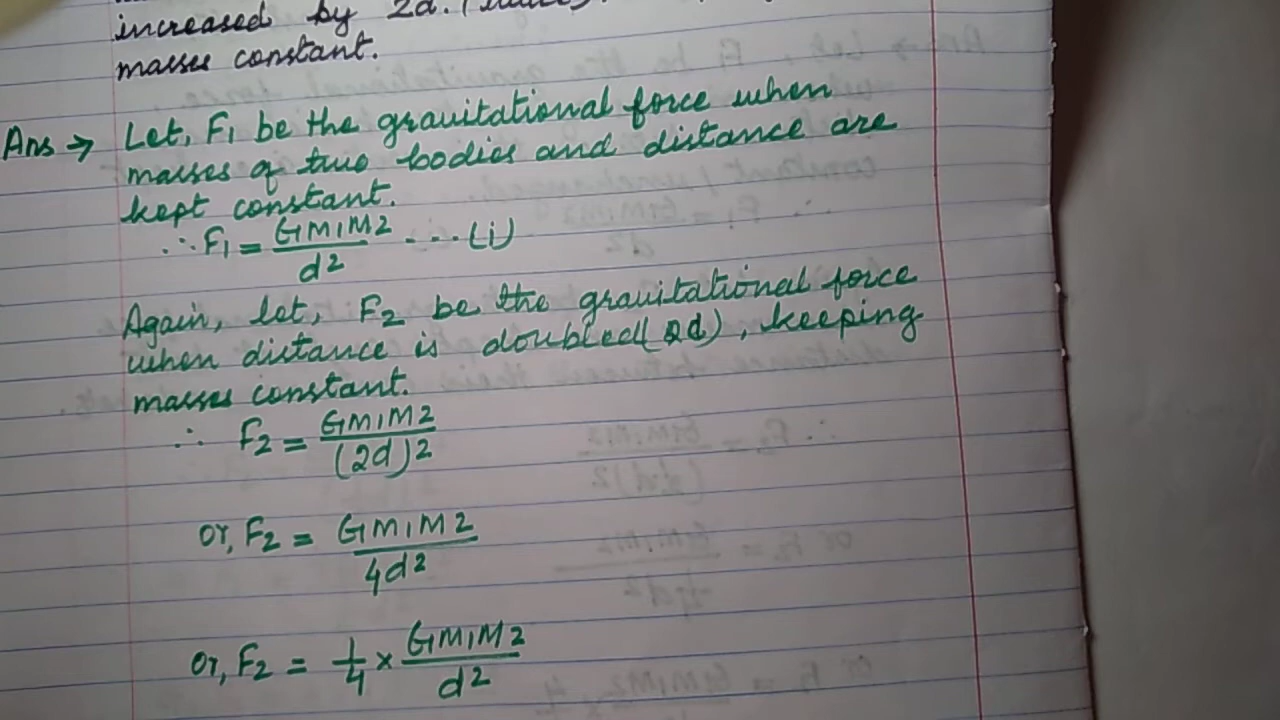 increased by 2d.
masses constant.
Ans → Let, F1 be the gravitational force when
masses of two bodies and distance are
kept constant.
∴ F1 = GM1M2/d2 ... (i)
Again, let, F2 be the gravitational force
when distance is doubled(2d), keeping
masses constant.
∴ F2 = GM1M2/(2d)2
or, F2 = GM1M2/4d2
or, F2 = 1/4 × GM1M2/d2